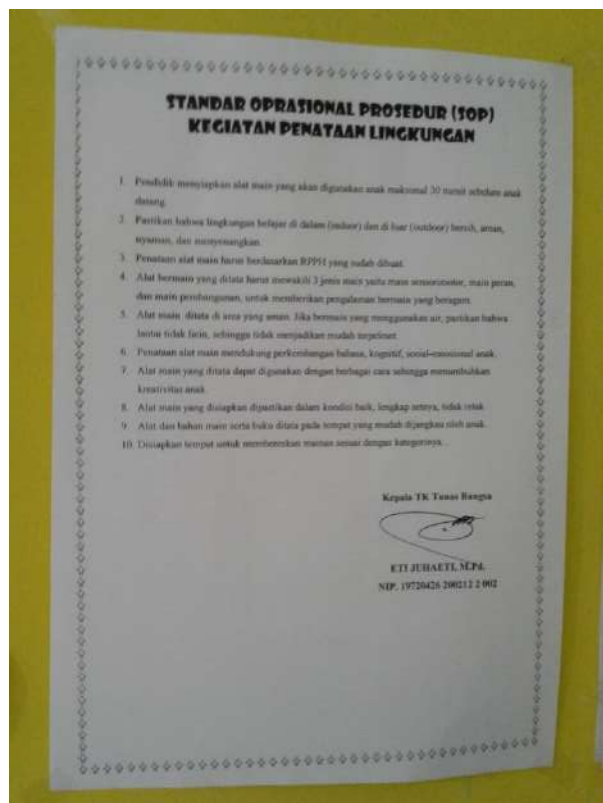 STANDAR OPRASIONAL PROSEDUR (SOP)
KEGIATAN PENATAAN LINGKUNGAN
1. Pendidik menyiapkan alat main yang akan digunakan anak maksimal 30 menit sebelum anak
datang.
2. Pastikan bahwa lingkungan belajar di dalam (indoor) dan di luar (outdoor) bersih, aman,
nyaman, dan menyenangkan.
3. Penataan alat main harus berdasarkan RPPH yang sudah dibuat.
4. Alat bermain yang ditata harus mewakili 3 jenis main yaitu main sensorimotor, main peran,
dan main pembangunan, untuk memberikan pengalaman bermain yang beragam.
5. Alat main ditata di area yang aman. Jika bermain yang menggunakan air, pastikan bahwa
lantai tidak licin, sehingga tidak menjadikan mudah terpeleset.
6. Penataan alat main mendukung perkembangan bahasa, kognitif, social-emosional anak.
7. Alat main yang ditata dapat digunakan dengan berbagai cara sehingga menumbuhkan
kreativitas anak.
8. Alat main yang disiapkan dipastikan dalam kondisi baik, lengkap setnya, tidak retak.
9. Alat dan bahan main serta buku ditata pada tempat yang mudah dijangkau oleh anak.
10. Disiapkan tempat untuk membereskan mainan sesuai dengan kategorinya...
Kepala TK Tunas Bangsa
ETI JUHAETI, M.Pd.
NIP. 19720426 200212 2 002